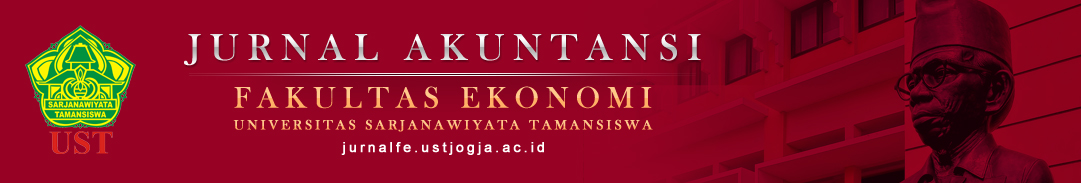 SARJANAWIYATA
TAMANSISWA
UST
JURNAL AKUNTANSI
FAKULTAS EKONOMI
UNIVERSITAS SARJANAWIYATA TAMANSISWA
jurnalfe.ustjogja.ac.id